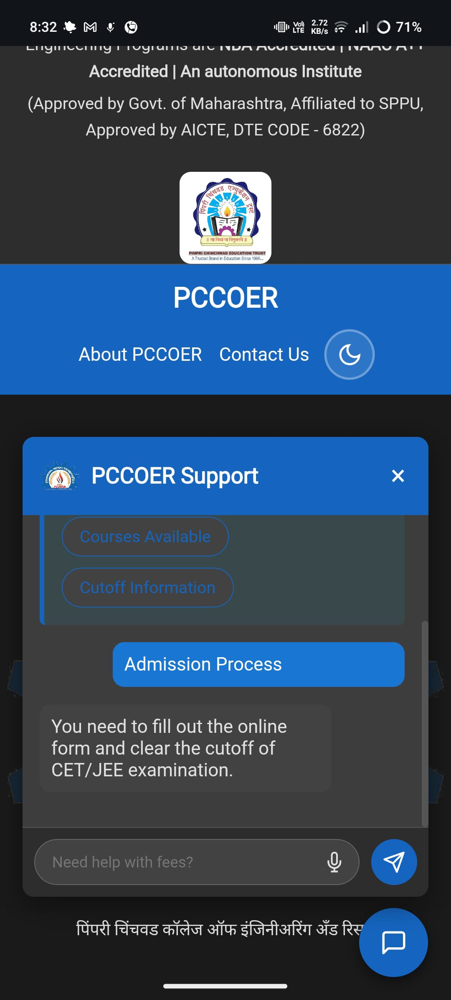 8:32
Vo)) LTE 2.72 KB/s 71%
Engineering Programs are NBA Accredited | NAAC A++
Accredited | An autonomous Institute
(Approved by Govt. of Maharashtra, Affiliated to SPPU,
Approved by AICTE, DTE CODE - 6822)
पिंपरी चिंचवड एज्युकेशन ट्रस्ट
॥ सा विद्या या विमुक्तये ॥
PIMPRI CHINCHWAD EDUCATION TRUST
A Trusted Brand in Education Since 1990..
PCCOER
About PCCOER Contact Us
PCCOER Support
Courses Available
Cutoff Information
Admission Process
You need to fill out the online
form and clear the cutoff of
CET/JEE examination.
Need help with fees?
पिंपरी चिंचवड कॉलेज ऑफ इंजिनीअरिंग अँड